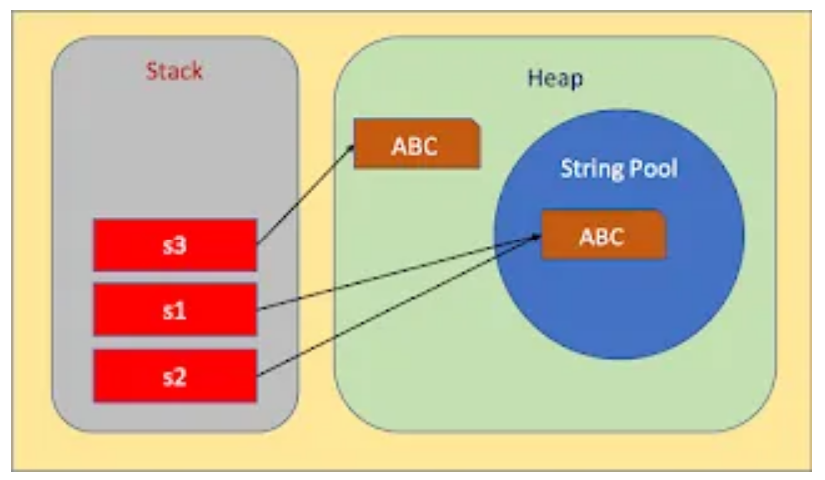 Stack
Heap
ABC
String Pool
s3
ABC
s1
s2